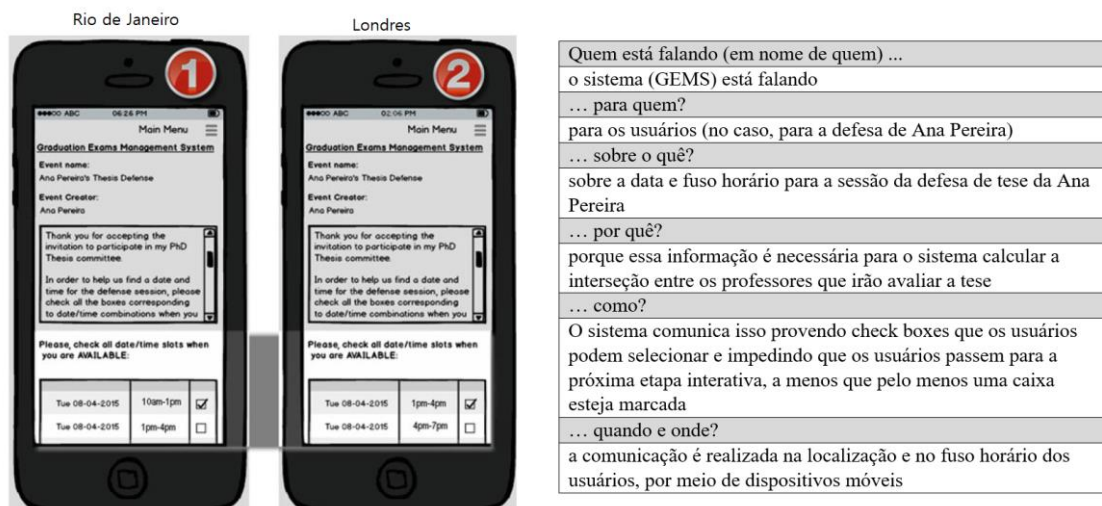 Rio de Janeiro
1
ABC 06:26 PM
Main Menu
Graduation Exams Management System
Event name:
Ana Pereira's Thesis Defense
Event Creator:
Ana Pereira
Thank you for accepting the
invitation to participate in my PhD
Thesis committee.
In order to help us find a date and
time for the defense session, please
check all the boxes corresponding
to date/time combinations when you
Please, check all date/time slots when
you are AVAILABLE:
Tue 08-04-2015 10am-1pm
Tue 08-04-2015 1pm-4pm
Londres
2
ABC 02:06 PM
Main Menu
Graduation Exams Management System
Event name:
Ana Pereira's Thesis Defense
Event Creator:
Ana Pereira
Thank you for accepting the
invitation to participate in my PhD
Thesis committee.
In order to help us find a date and
time for the defense session, please
check all the boxes corresponding
to date/time combinations when you
Please, check all date/time slots when
you are AVAILABLE:
Tue 08-04-2015 1pm-4pm
Tue 08-04-2015 4pm-7pm
Quem está falando (em nome de quem) ...
o sistema (GEMS) está falando
… para quem?
para os usuários (no caso, para a defesa de Ana Pereira)
… sobre o quê?
sobre a data e fuso horário para a sessão da defesa de tese da Ana
Pereira
… por quê?
porque essa informação é necessária para o sistema calcular a
interseção entre os professores que irão avaliar a tese
… como?
O sistema comunica isso provendo check boxes que os usuários
podem selecionar e impedindo que os usuários passem para a
próxima etapa interativa, a menos que pelo menos uma caixa
esteja marcada
… quando e onde?
a comunicação é realizada na localização e no fuso horário dos
usuários, por meio de dispositivos móveis